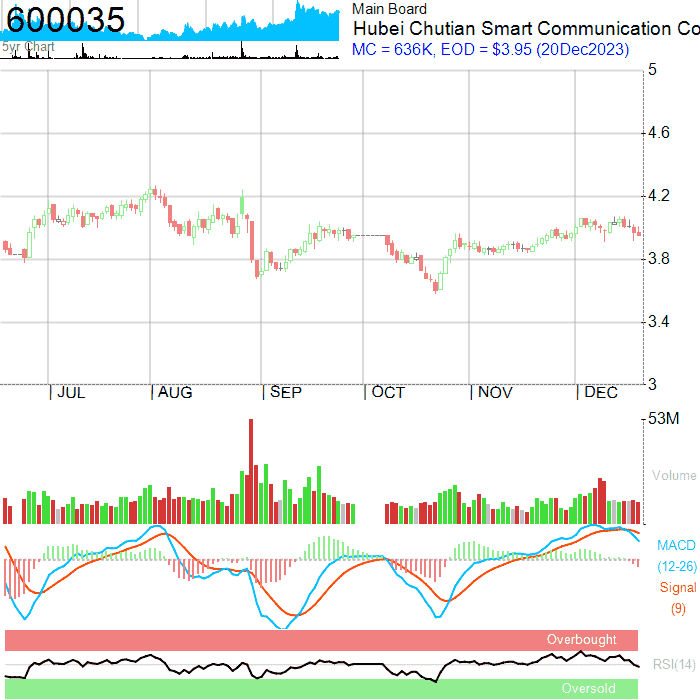 600035
5yr Chart
Main Board
Hubei Chutian Smart Communication Co
MC = 636K, EOD = $3.95 (20Dec2023)
5
4.6
4.2
3.8
3.4
3
JUL
AUG
SEP
OCT
NOV
DEC
53M
Volume
MACD
(12-26)
Signal
(9)
Overbought
RSI(14)
Oversold